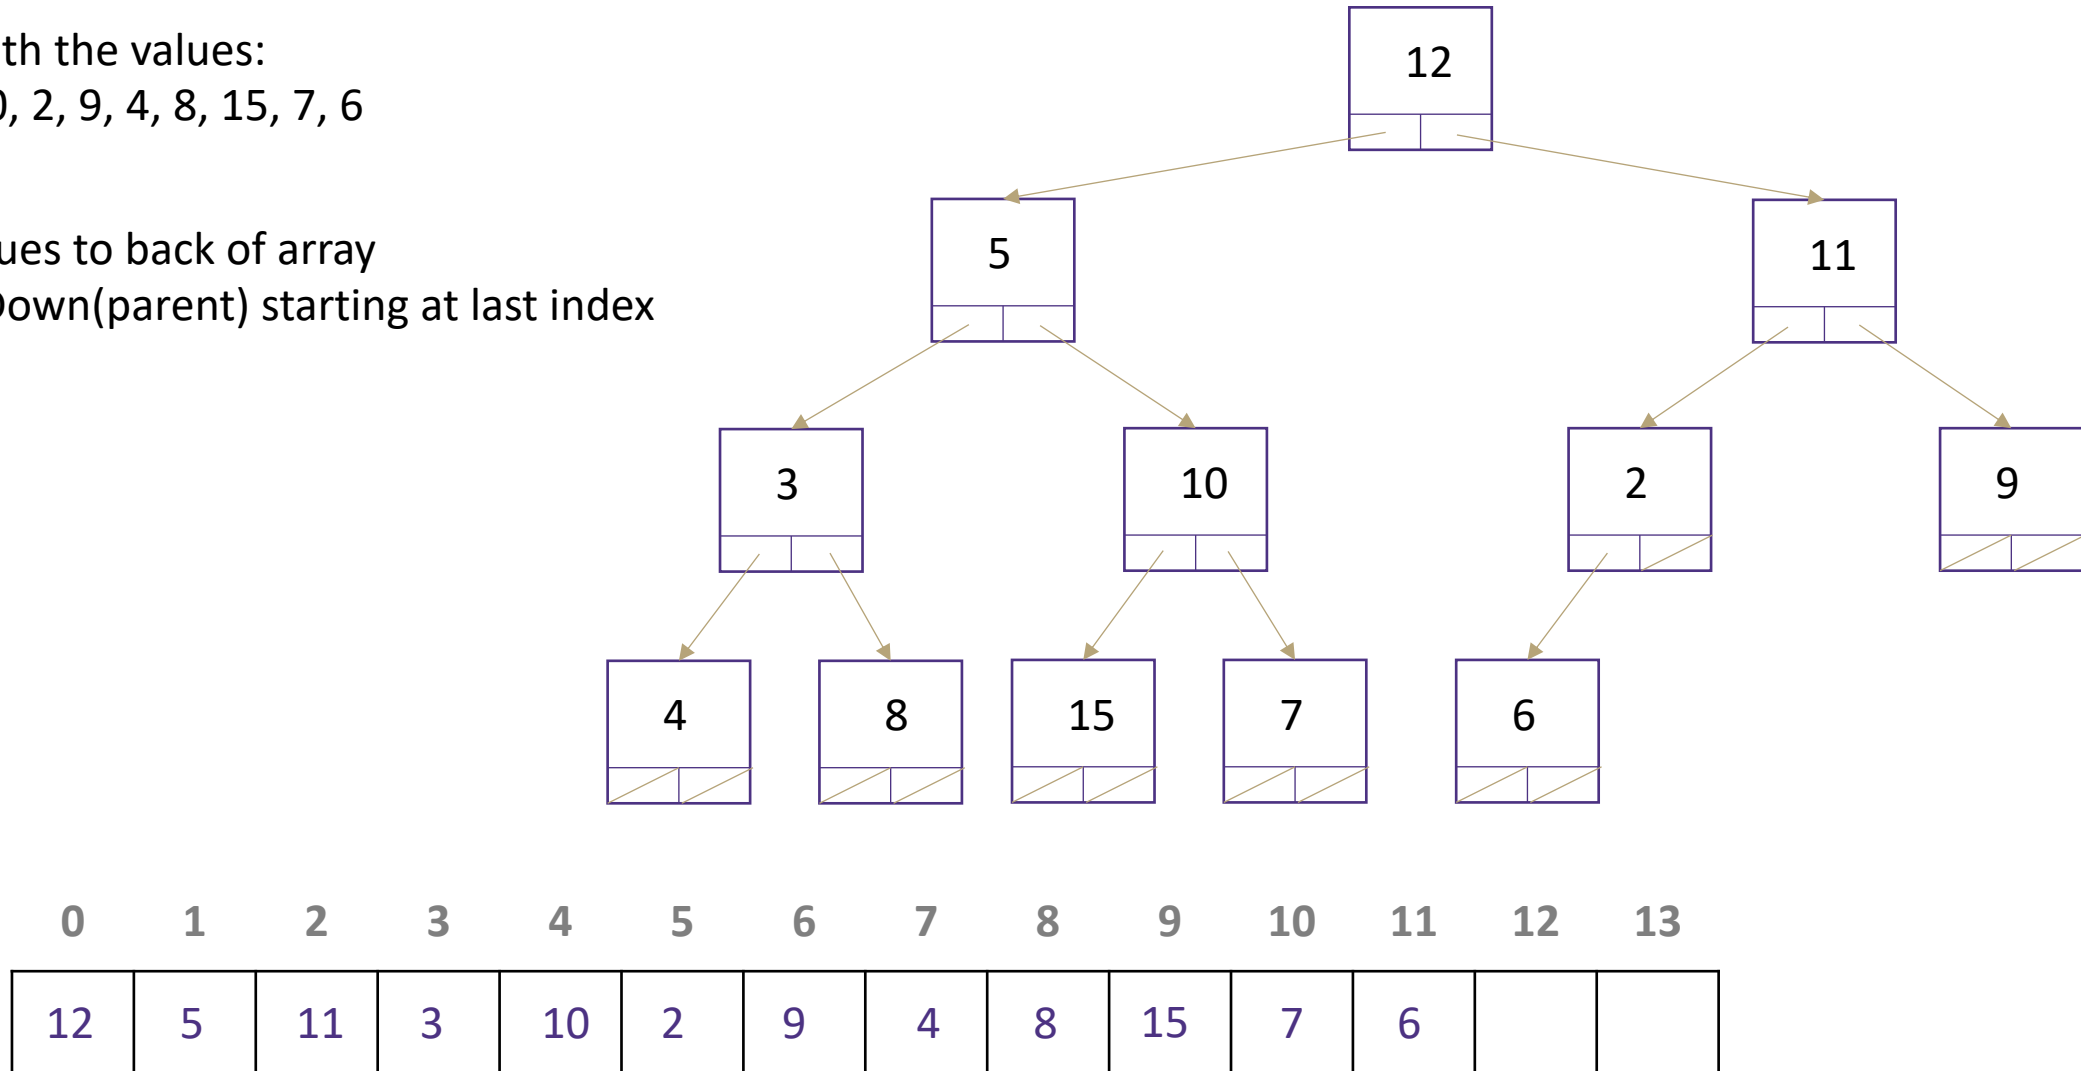 th the values:
, 2, 9, 4, 8, 15, 7, 6
ues to back of array
Down(parent) starting at last index
12
5
11
3
10
2
9
4
8
15
7
6
0 1 2 3 4 5 6 7 8 9 10 11 12 13
12 5 11 3 10 2 9 4 8 15 7 6